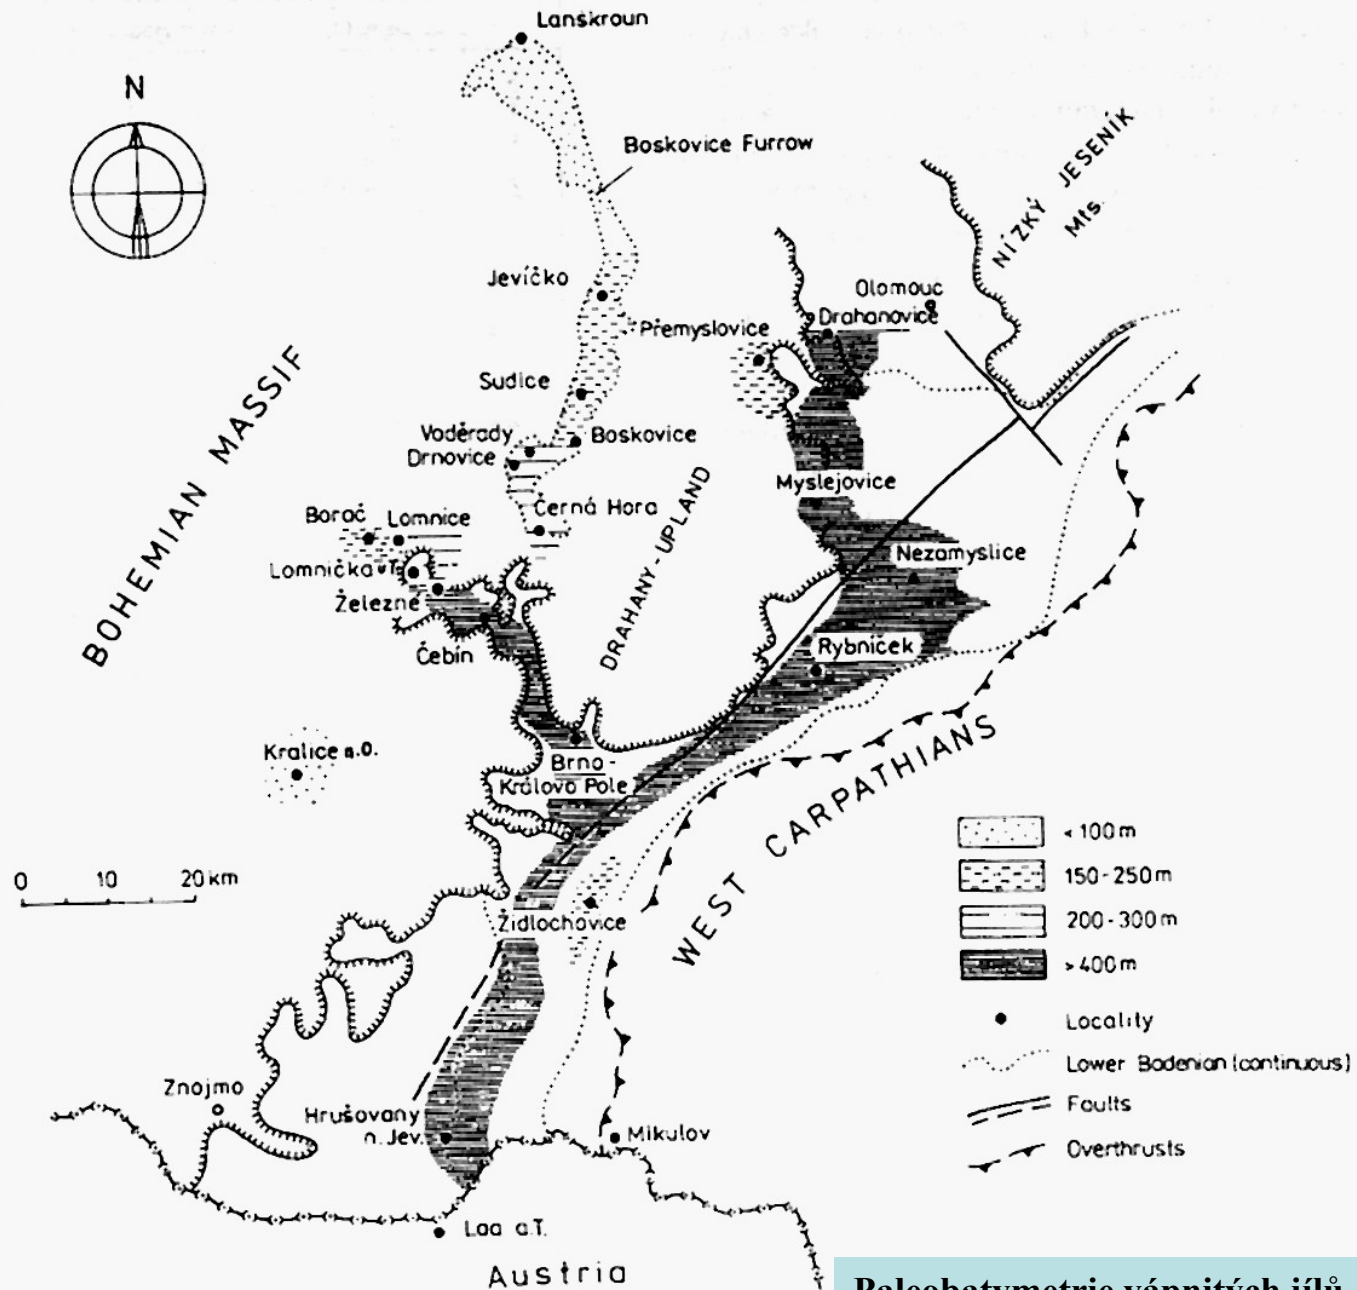 Lanškroun
N
Boskovice Furrow
NÍZKÝ JESENÍK
Mts.
Jevíčko
Olomouc
Přemyslovice
Drahanovice
BOHEMIAN MASSIF
Sudice
Voděrady
Boskovice
Drnovice
DRAHANY-UPLAND
Myslejovice
Borač
Lomnice
Černá Hora
Nezamyslice
Lomnička
Železné
Čebín
Rybníček
Kralice n.O.
Brno-
Královo Pole
WEST CARPATHIANS
< 100 m
0 10 20 km
150-250 m
Židlochovice
200-300 m
> 400 m
Locality
Lower Badenian (continuous)
Znojmo
Hrušovany
n. Jev.
Mikulov
Faults
Overthrusts
Laa a.T.
Austria
Paleobatymetrie vápnitých jílů